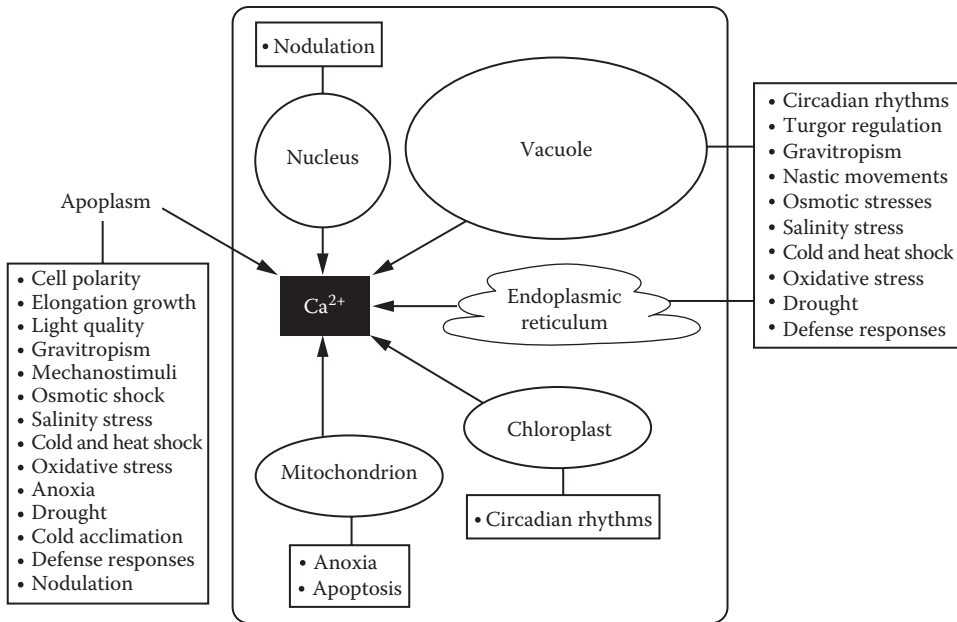 • Nodulation
Nucleus
Vacuole
• Circadian rhythms
• Turgor regulation
• Gravitropism
• Nastic movements
• Osmotic stresses
• Salinity stress
• Cold and heat shock
• Oxidative stress
• Drought
• Defense responses
Apoplasm
• Cell polarity
• Elongation growth
• Light quality
• Gravitropism
• Mechanostimuli
• Osmotic shock
• Salinity stress
• Cold and heat shock
• Oxidative stress
• Anoxia
• Drought
• Cold acclimation
• Defense responses
• Nodulation
Ca²⁺
Endoplasmic
reticulum
Chloroplast
• Circadian rhythms
Mitochondrion
• Anoxia
• Apoptosis